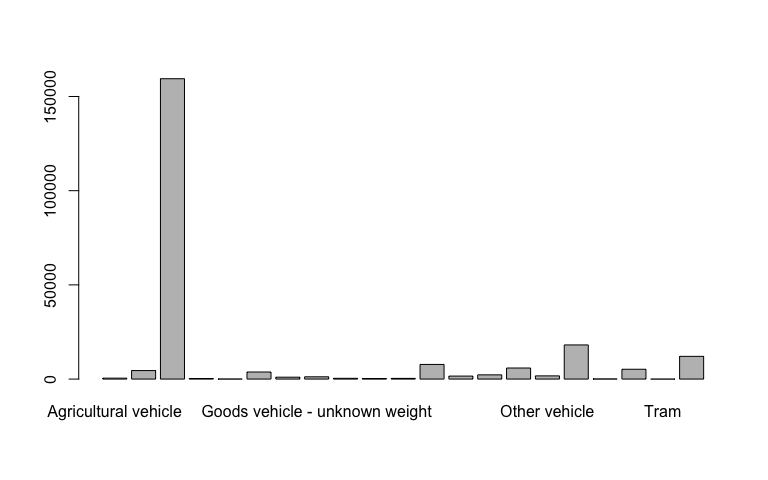 150000
100000
50000
0
Agricultural vehicle Goods vehicle - unknown weight Other vehicle Tram